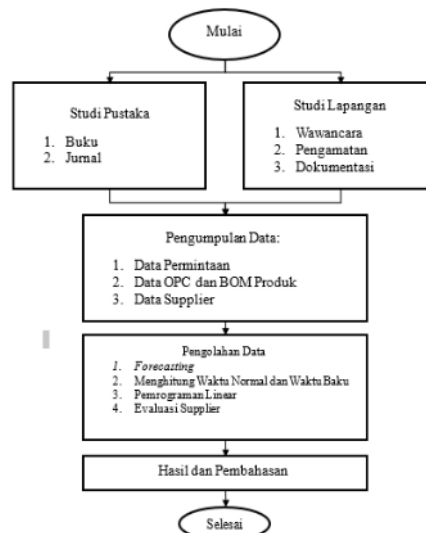 Mulai
Studi Pustaka
1. Buku
2. Jurnal
Studi Lapangan
1. Wawancara
2. Pengamatan
3. Dokumentasi
Pengumpulan Data:
1. Data Permintaan
2. Data OPC dan BOM Produk
3. Data Supplier
Pengolahan Data
1. Forecasting
2. Menghitung Waktu Normal dan Waktu Baku
3. Pemrograman Linear
4. Evaluasi Supplier
Hasil dan Pembahasan
Selesai